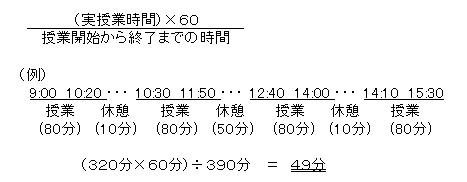 （実授業時間）×６０
授業開始から終了までの時間
（例）
9:00 10:20・・・ 10:30 11:50・・・ 12:40 14:00・・・ 14:10 15:30
授業 休憩 授業 休憩 授業 休憩 授業
（80分） （10分） （80分） （50分） （80分） （10分） （80分）
（３２０分×６０分）÷３９０分 ＝ ４９分